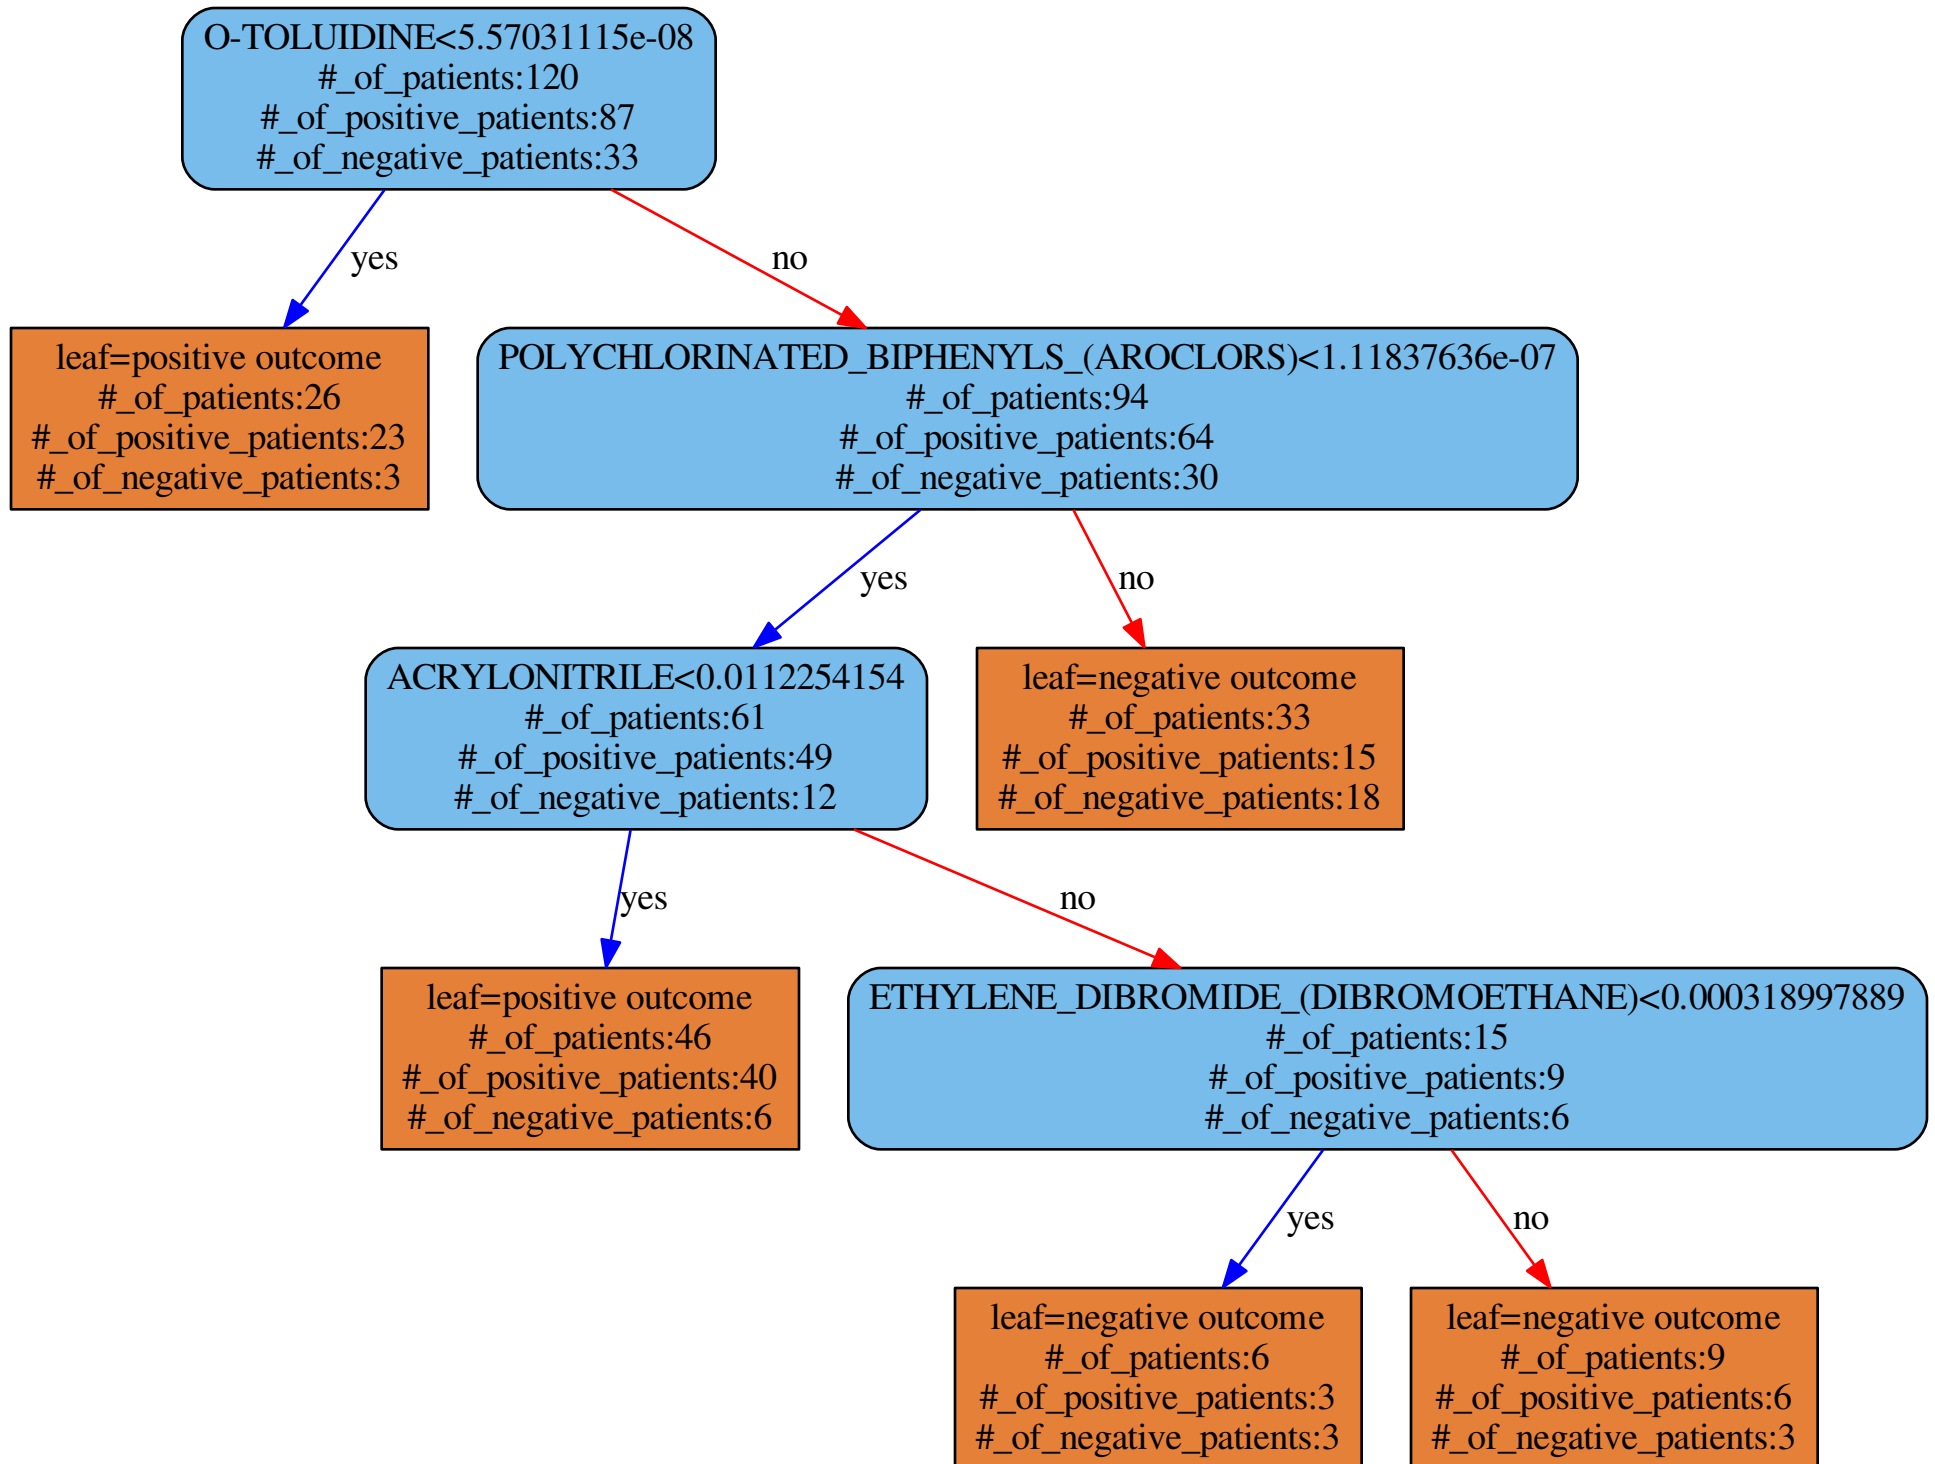 O-TOLUIDINE<5.57031115e-08
#_of_patients:120
#_of_positive_patients:87
#_of_negative_patients:33
yes
no
leaf=positive outcome
#_of_patients:26
#_of_positive_patients:23
#_of_negative_patients:3
POLYCHLORINATED_BIPHENYLS_(AROCLORS)<1.11837636e-07
#_of_patients:94
#_of_positive_patients:64
#_of_negative_patients:30
yes
no
ACRYLONITRILE<0.0112254154
#_of_patients:61
#_of_positive_patients:49
#_of_negative_patients:12
leaf=negative outcome
#_of_patients:33
#_of_positive_patients:15
#_of_negative_patients:18
yes
no
leaf=positive outcome
#_of_patients:46
#_of_positive_patients:40
#_of_negative_patients:6
ETHYLENE_DIBROMIDE_(DIBROMOETHANE)<0.000318997889
#_of_patients:15
#_of_positive_patients:9
#_of_negative_patients:6
yes
no
leaf=negative outcome
#_of_patients:6
#_of_positive_patients:3
#_of_negative_patients:3
leaf=negative outcome
#_of_patients:9
#_of_positive_patients:6
#_of_negative_patients:3